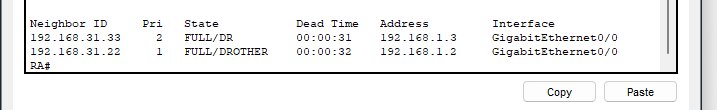 Neighbor ID     Pri   State           Dead Time   Address         Interface
192.168.31.33     2   FULL/DR         00:00:31    192.168.1.3     GigabitEthernet0/0
192.168.31.22     1   FULL/DROTHER    00:00:32    192.168.1.2     GigabitEthernet0/0
RA#
Copy Paste